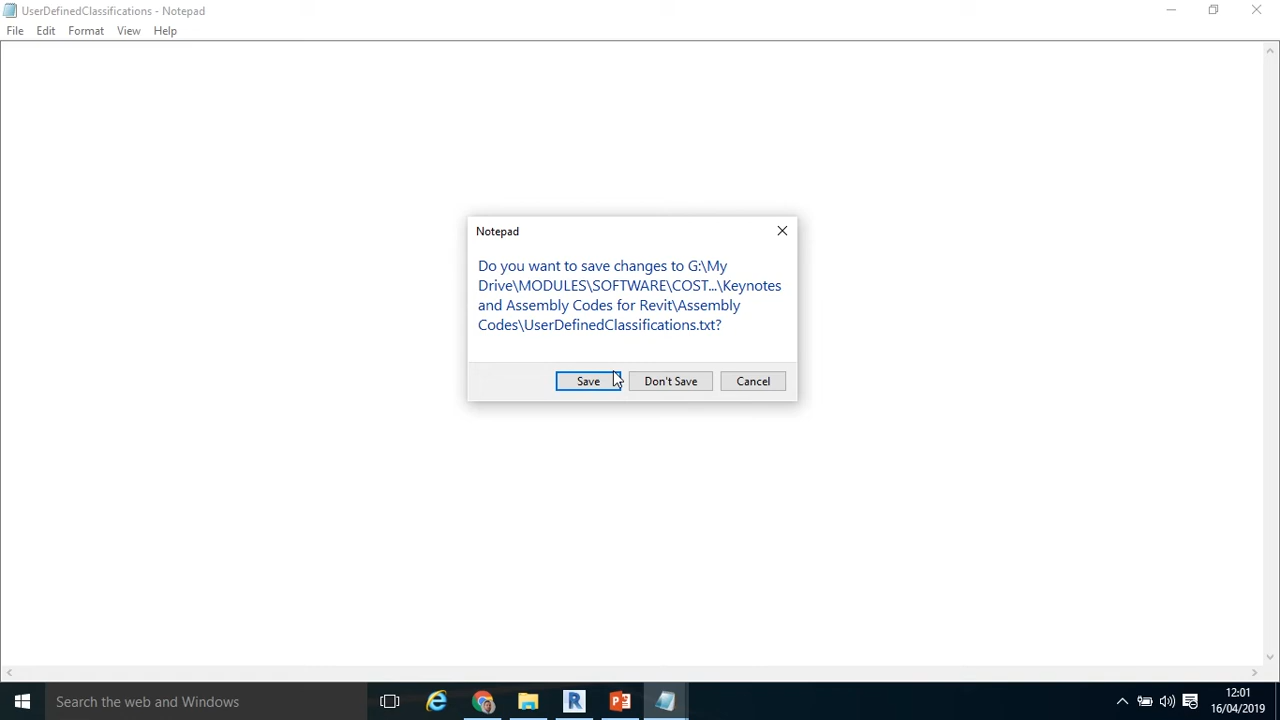 UserDefinedClassifications - Notepad
File Edit Format View Help
Notepad
Do you want to save changes to G:\My
Drive\MODULES\SOFTWARE\COST...\Keynotes
and Assembly Codes for Revit\Assembly
Codes\UserDefinedClassifications.txt?
Save Don't Save Cancel
Search the web and Windows
12:01
16/04/2019